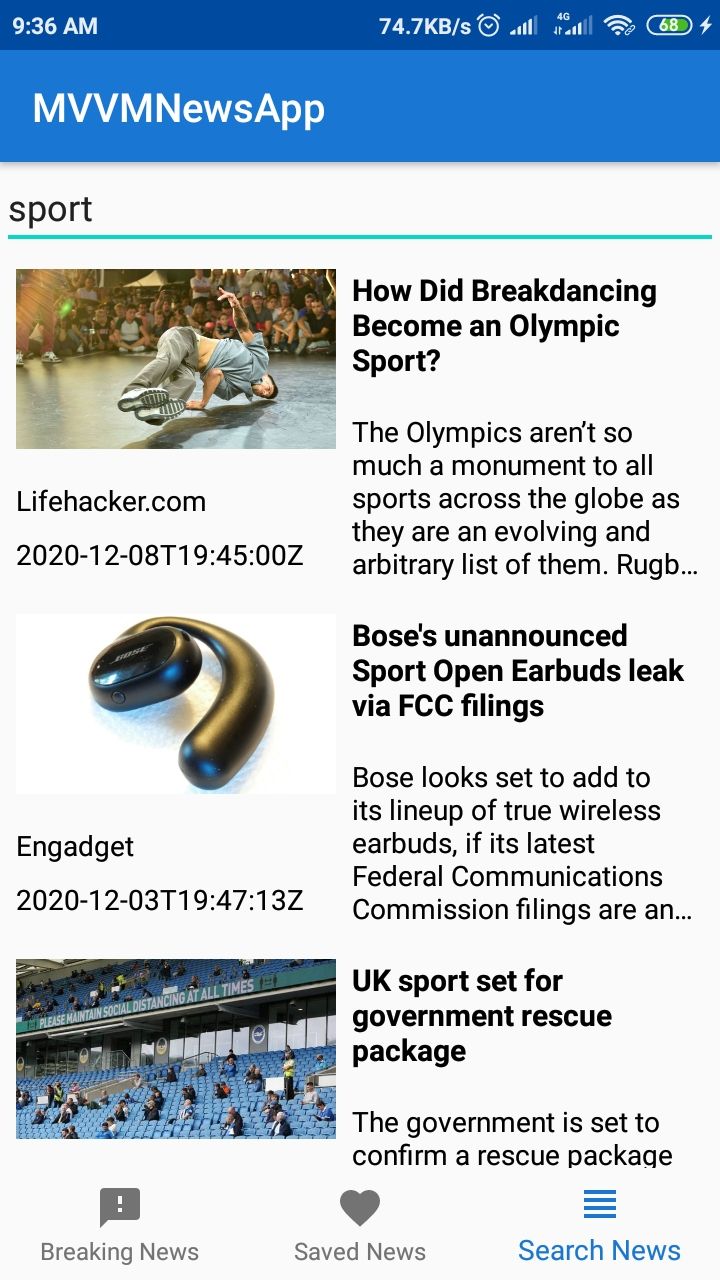 9:36 AM
74.7KB/s 4G 68
MVVMNewsApp
sport
How Did Breakdancing
Become an Olympic
Sport?
The Olympics aren’t so
much a monument to all
sports across the globe as
they are an evolving and
arbitrary list of them. Rugb…
Lifehacker.com
2020-12-08T19:45:00Z
BOSE
Bose's unannounced
Sport Open Earbuds leak
via FCC filings
Bose looks set to add to
its lineup of true wireless
earbuds, if its latest
Federal Communications
Commission filings are an…
Engadget
2020-12-03T19:47:13Z
PLEASE MAINTAIN SOCIAL DISTANCING AT ALL TIMES
UK sport set for
government rescue
package
The government is set to
confirm a rescue package
Breaking News
Saved News
Search News